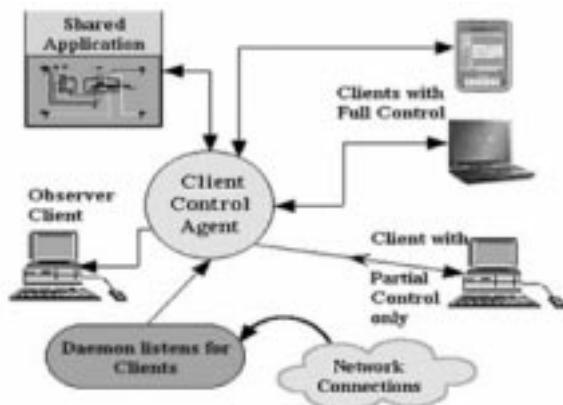 Shared
Application
Clients with
Full Control
Client
Control
Agent
Observer
Client
Client with
Partial
Control
only
Daemon listens for
Clients
Network
Connections